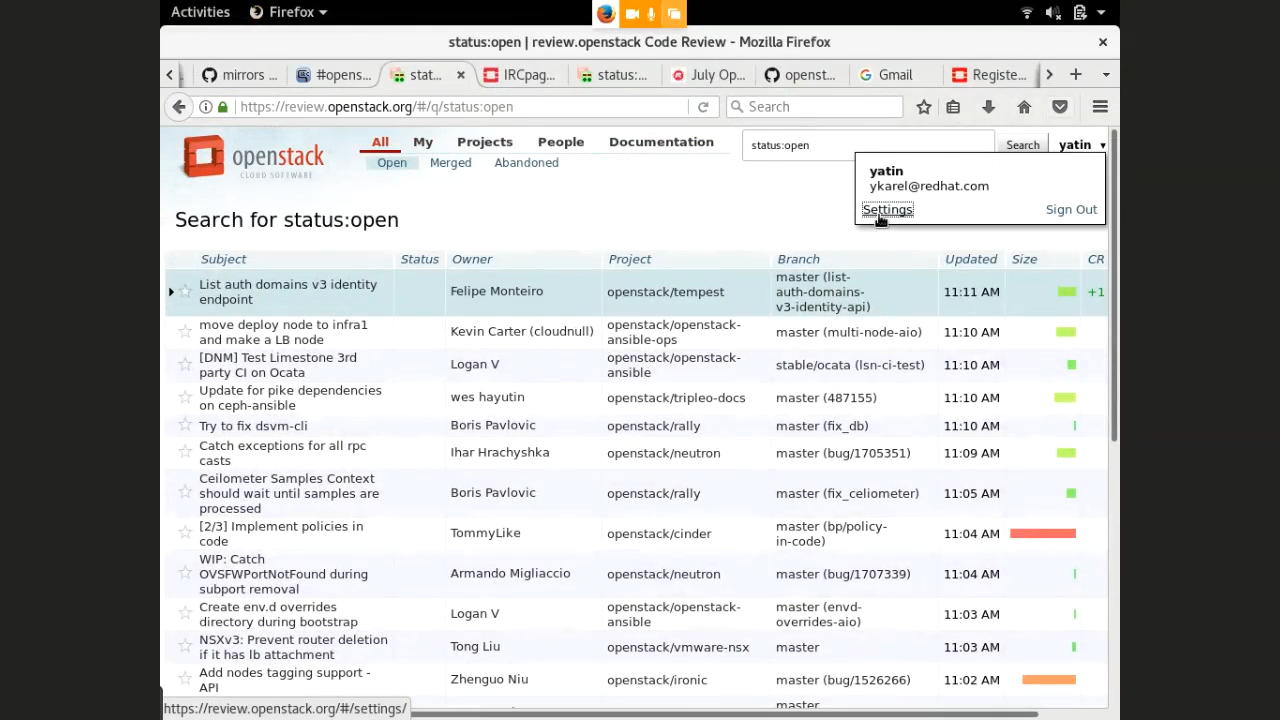 Activities Firefox
status:open | review.openstack Code Review - Mozilla Firefox
mirrors ... #opens... stat... IRCpag... status:... July Op... openst... Gmail Registe...
https://review.openstack.org/#/q/status:open Search
openstack
CLOUD SOFTWARE
All My Projects People Documentation status:open Search yatin
Open Merged Abandoned
yatin
ykarel@redhat.com
Settings Sign Out
Search for status:open
Subject Status Owner Project Branch Updated Size CR
List auth domains v3 identity
endpoint
Felipe Monteiro
openstack/tempest
master (list-
auth-domains-
v3-identity-api)
11:11 AM
+1
move deploy node to infra1
and make a LB node
Kevin Carter (cloudnull)
openstack/openstack-
ansible-ops
master (multi-node-aio)
11:10 AM
[DNM] Test Limestone 3rd
party CI on Ocata
Logan V
openstack/openstack-
ansible
stable/ocata (lsn-ci-test)
11:10 AM
Update for pike dependencies
on ceph-ansible
wes hayutin
openstack/tripleo-docs
master (487155)
11:10 AM
Try to fix dsvm-cli
Boris Pavlovic
openstack/rally
master (fix_db)
11:10 AM
Catch exceptions for all rpc
casts
Ihar Hrachyshka
openstack/neutron
master (bug/1705351)
11:09 AM
Ceilometer Samples Context
should wait until samples are
processed
Boris Pavlovic
openstack/rally
master (fix_celiometer)
11:05 AM
[2/3] Implement policies in
code
TommyLike
openstack/cinder
master (bp/policy-
in-code)
11:04 AM
WIP: Catch
OVSFWPortNotFound during
subport removal
Armando Migliaccio
openstack/neutron
master (bug/1707339)
11:04 AM
Create env.d overrides
directory during bootstrap
Logan V
openstack/openstack-
ansible
master (envd-
overrides-aio)
11:03 AM
NSXv3: Prevent router deletion
if it has lb attachment
Tong Liu
openstack/vmware-nsx
master
11:03 AM
Add nodes tagging support -
API
Zhenguo Niu
openstack/ironic
master (bug/1526266)
11:02 AM
master
https://review.openstack.org/#/settings/